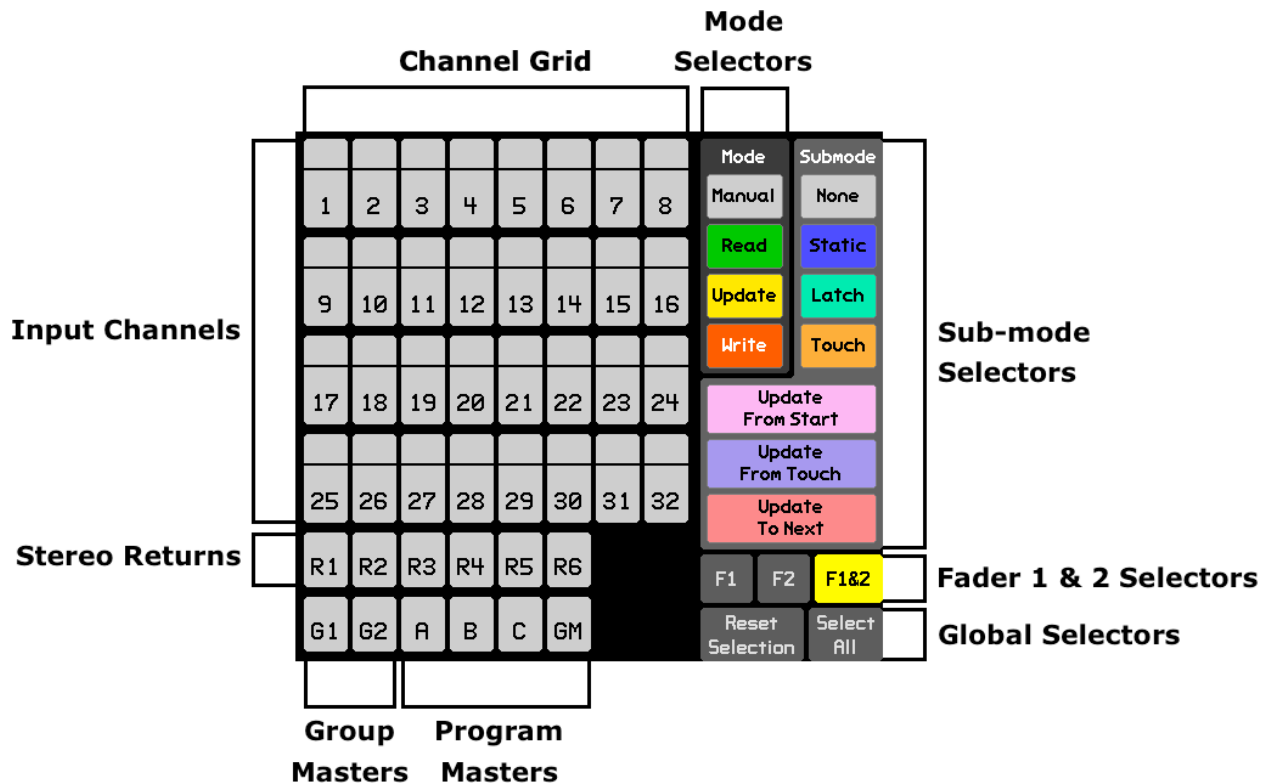 Mode
Channel Grid Selectors
Mode Submode
1 2 3 4 5 6 7 8
Manual None
Read Static
9 10 11 12 13 14 15 16
Update Latch
Input Channels
Write Touch
Sub-mode
Selectors
17 18 19 20 21 22 23 24
Update
From Start
Update
From Touch
25 26 27 28 29 30 31 32
Update
To Next
Stereo Returns
R1 R2 R3 R4 R5 R6
F1 F2 F1&2
Fader 1 & 2 Selectors
G1 G2 A B C GM
Reset
Selection
Select
All
Global Selectors
Group
Masters
Program
Masters